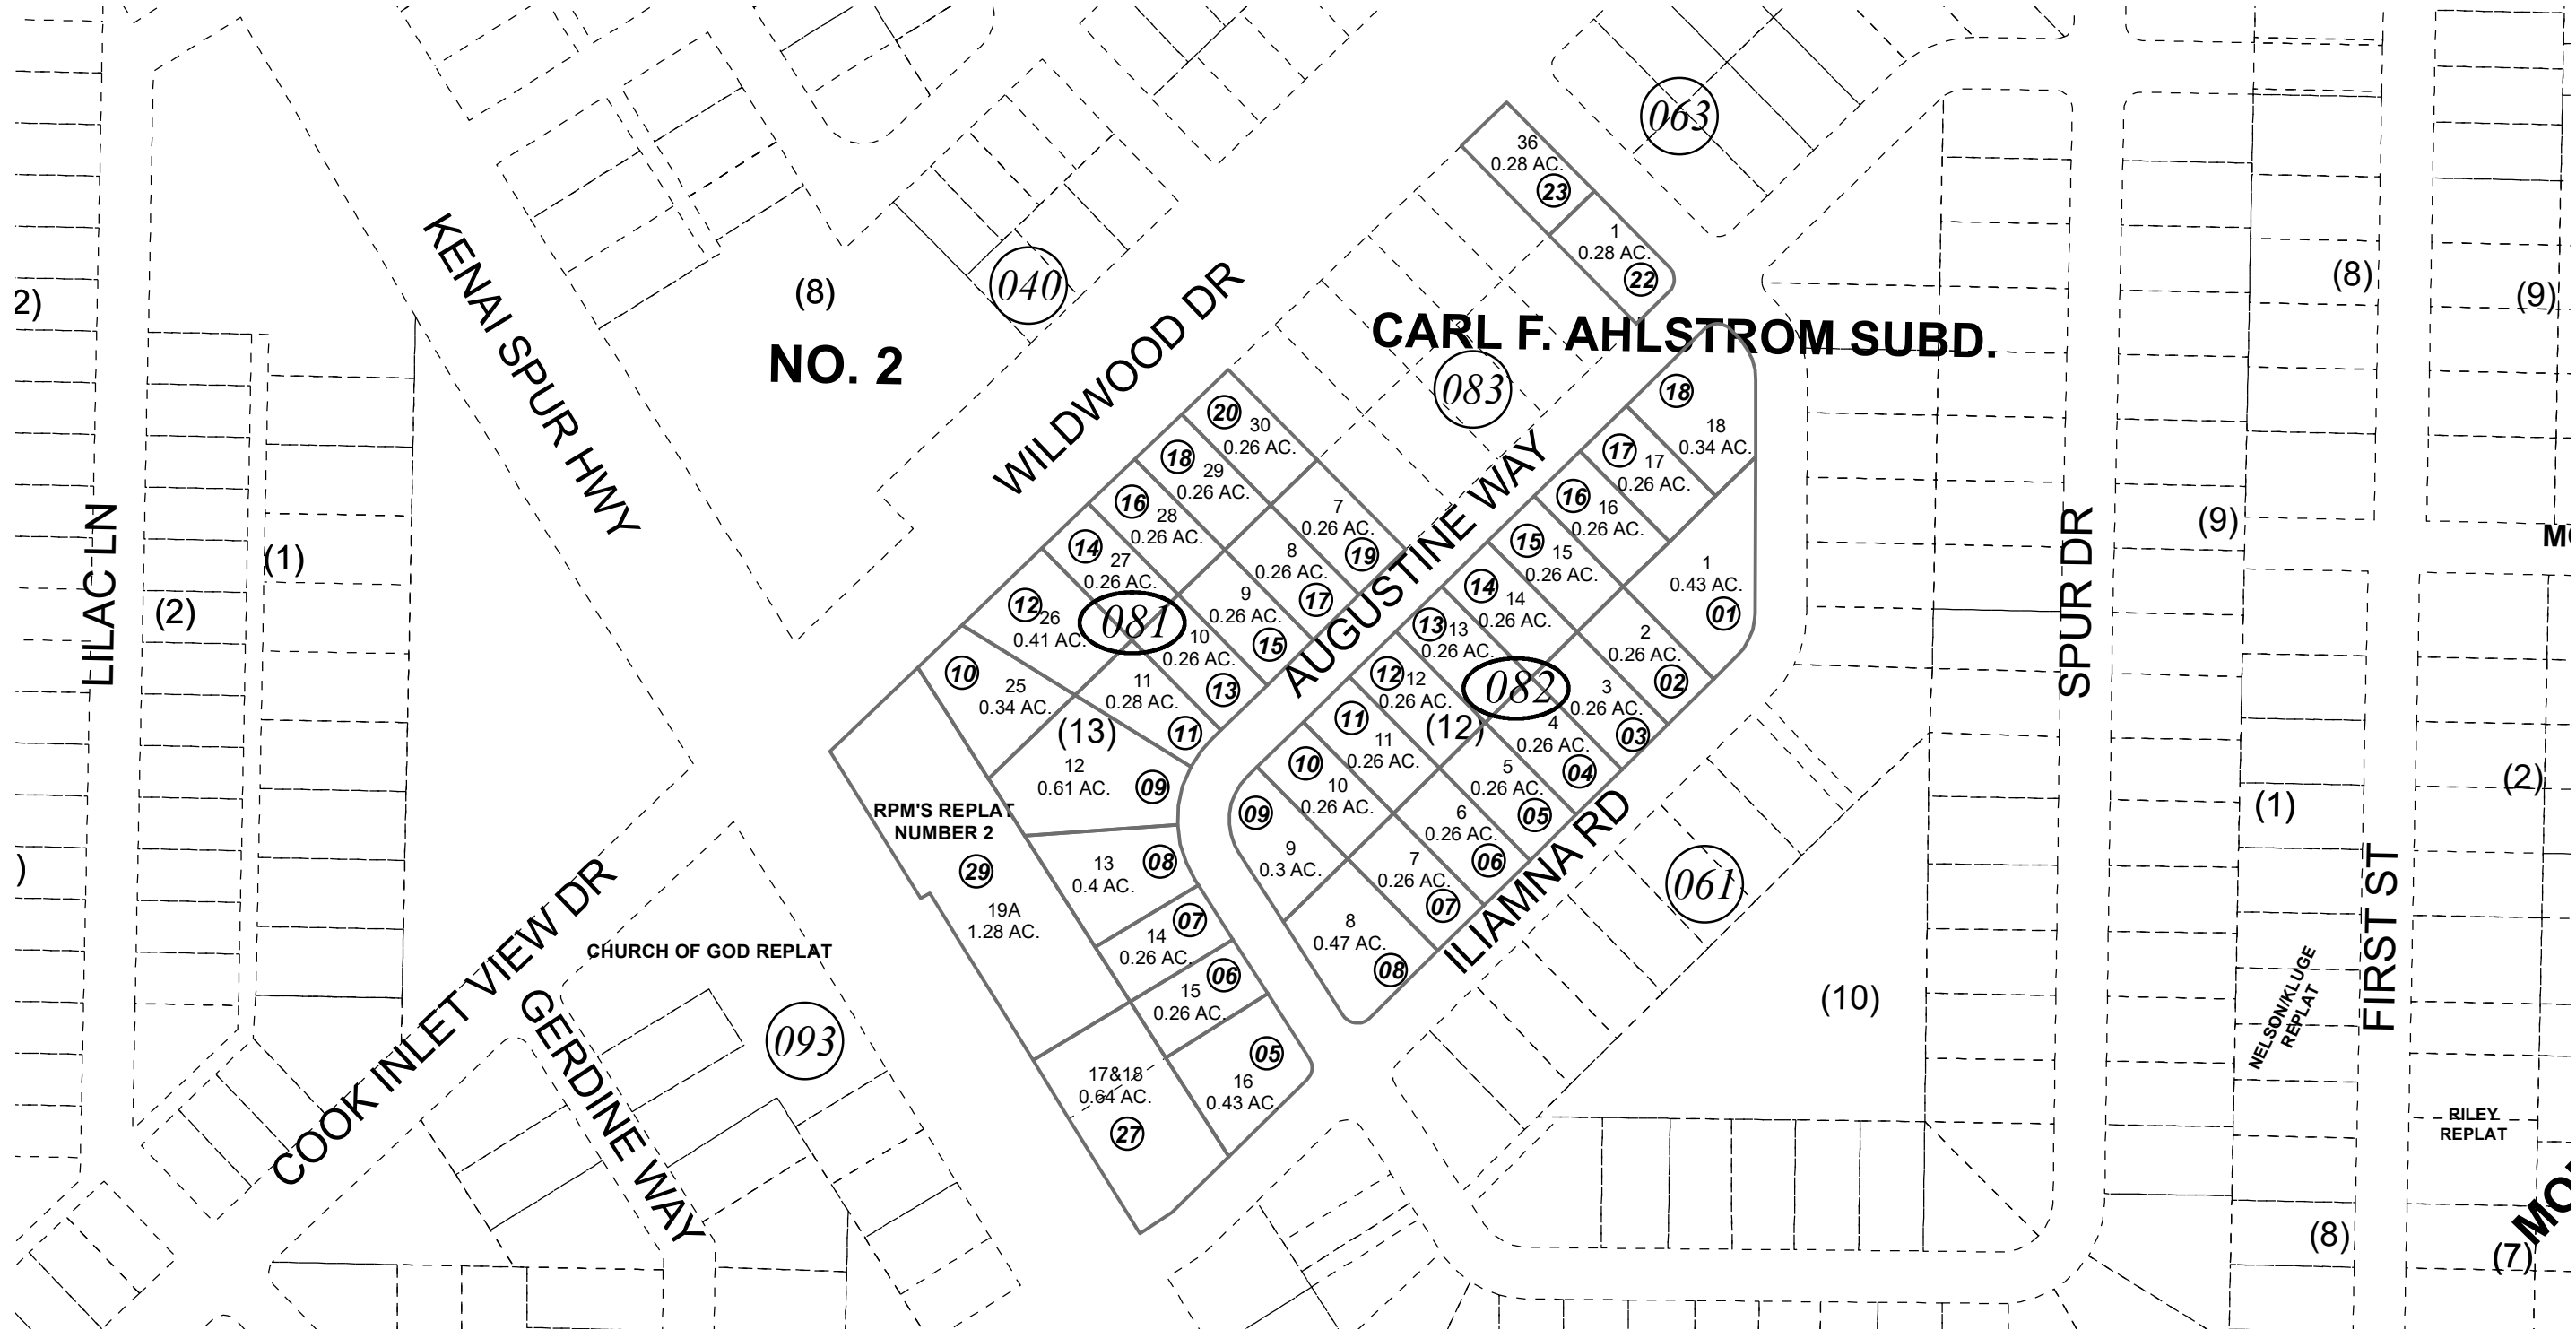 063
36
0.28 AC.
23
1
0.28 AC.
22
KENAI SPUR HWY
(8)
NO. 2
040
WILDWOOD DR
CARL F. AHLSTROM SUBD.
083
(8)
(9)
2)
20
30
0.26 AC.
18
29
0.26 AC.
16
28
0.26 AC.
14
27
0.26 AC.
12
26
0.41 AC.
10
25
0.34 AC.
081
7
0.26 AC.
19
8
0.26 AC.
17
9
0.26 AC.
15
10
0.26 AC.
13
11
0.28 AC.
11
(13)
12
0.61 AC.
09
13
0.4 AC.
08
14
0.26 AC.
07
15
0.26 AC.
06
16
0.43 AC.
05
17&18
0.64 AC.
27
RPM'S REPLAT
NUMBER 2
29
19A
1.28 AC.
AUGUSTINE WAY
18
18
0.34 AC.
17
17
0.26 AC.
16
16
0.26 AC.
15
15
0.26 AC.
14
14
0.26 AC.
13
13
0.26 AC.
12
12
0.26 AC.
11
11
0.26 AC.
10
10
0.26 AC.
09
9
0.3 AC.
082
(12)
1
0.43 AC.
01
2
0.26 AC.
02
3
0.26 AC.
03
4
0.26 AC.
04
5
0.26 AC.
05
6
0.26 AC.
06
7
0.26 AC.
07
8
0.47 AC.
08
ILIAMNA RD
061
(10)
LILAC LN
(1)
(2)
)
COOK INLET VIEW DR
GERDINE WAY
CHURCH OF GOD REPLAT
093
SPUR DR
(9)
(1)
(2)
FIRST ST
NELSON/KLUGE
REPLAT
RILEY
REPLAT
(8)
(7)